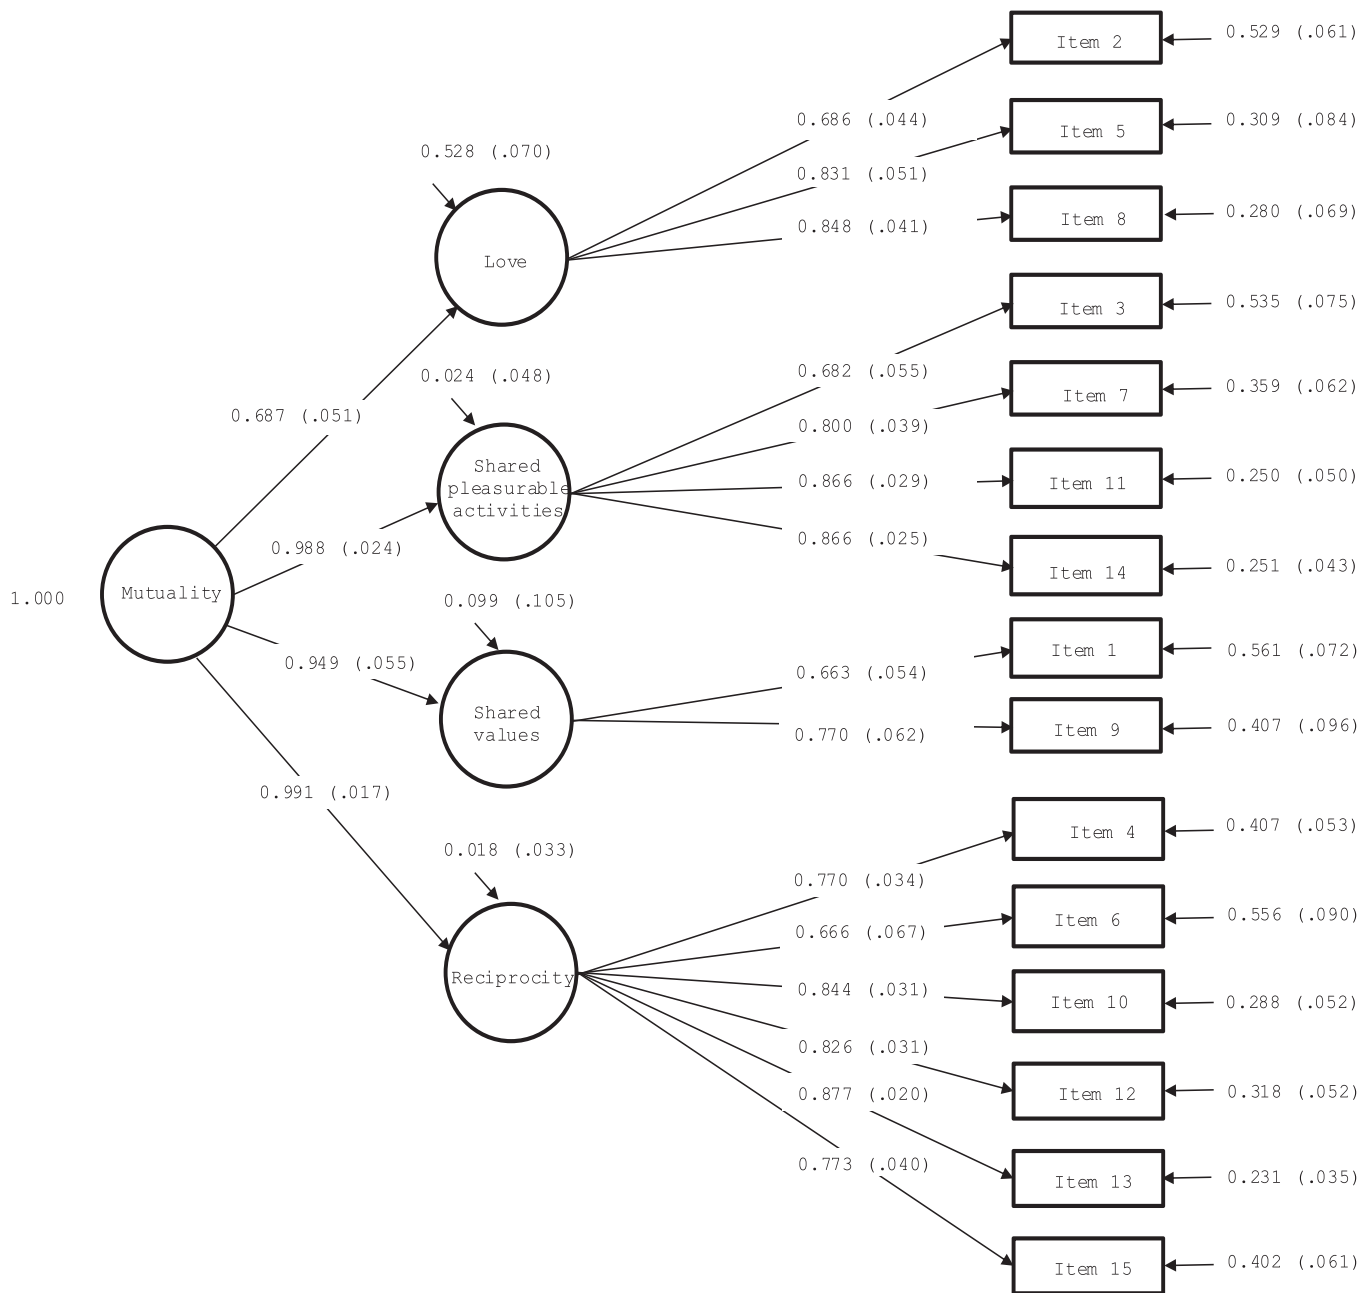 Item 2
0.529 (.061)
0.686 (.044)
Item 5
0.309 (.084)
0.528 (.070)
0.831 (.051)
Item 8
0.280 (.069)
0.848 (.041)
Love
Item 3
0.535 (.075)
0.024 (.048)
0.682 (.055)
Item 7
0.359 (.062)
0.687 (.051)
0.800 (.039)
Shared
pleasurable
activities
0.866 (.029)
Item 11
0.250 (.050)
0.988 (.024)
0.866 (.025)
Item 14
0.251 (.043)
1.000
Mutuality
0.099 (.105)
0.949 (.055)
0.663 (.054)
Item 1
0.561 (.072)
Shared
values
0.770 (.062)
Item 9
0.407 (.096)
0.991 (.017)
Item 4
0.407 (.053)
0.018 (.033)
0.770 (.034)
0.666 (.067)
Item 6
0.556 (.090)
Reciprocity
0.844 (.031)
Item 10
0.288 (.052)
0.826 (.031)
Item 12
0.318 (.052)
0.877 (.020)
0.773 (.040)
Item 13
0.231 (.035)
Item 15
0.402 (.061)